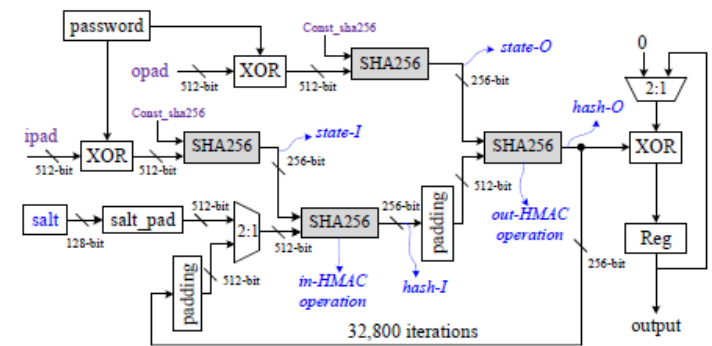 password
Const_sha256
state-O
0
opad
XOR
SHA256
512-bit
512-bit
256-bit
2:1
hash-O
Const_sha256
ipad
state-I
XOR
SHA256
SHA256
XOR
512-bit
512-bit
256-bit
512-bit
256-bit
512-bit
salt
salt_pad
2:1
SHA256
padding
out-HMAC
operation
Reg
128-bit
512-bit
512-bit
padding
in-HMAC
operation
hash-I
256-bit
32,800 iterations
output